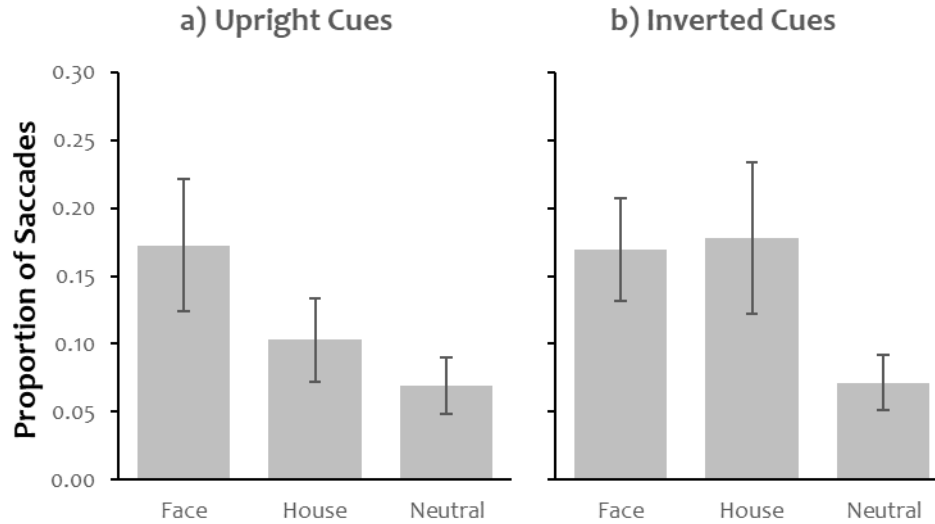 a) Upright Cues
b) Inverted Cues
Proportion of Saccades
0.30
0.25
0.20
0.15
0.10
0.05
0.00
Face House Neutral
Face House Neutral